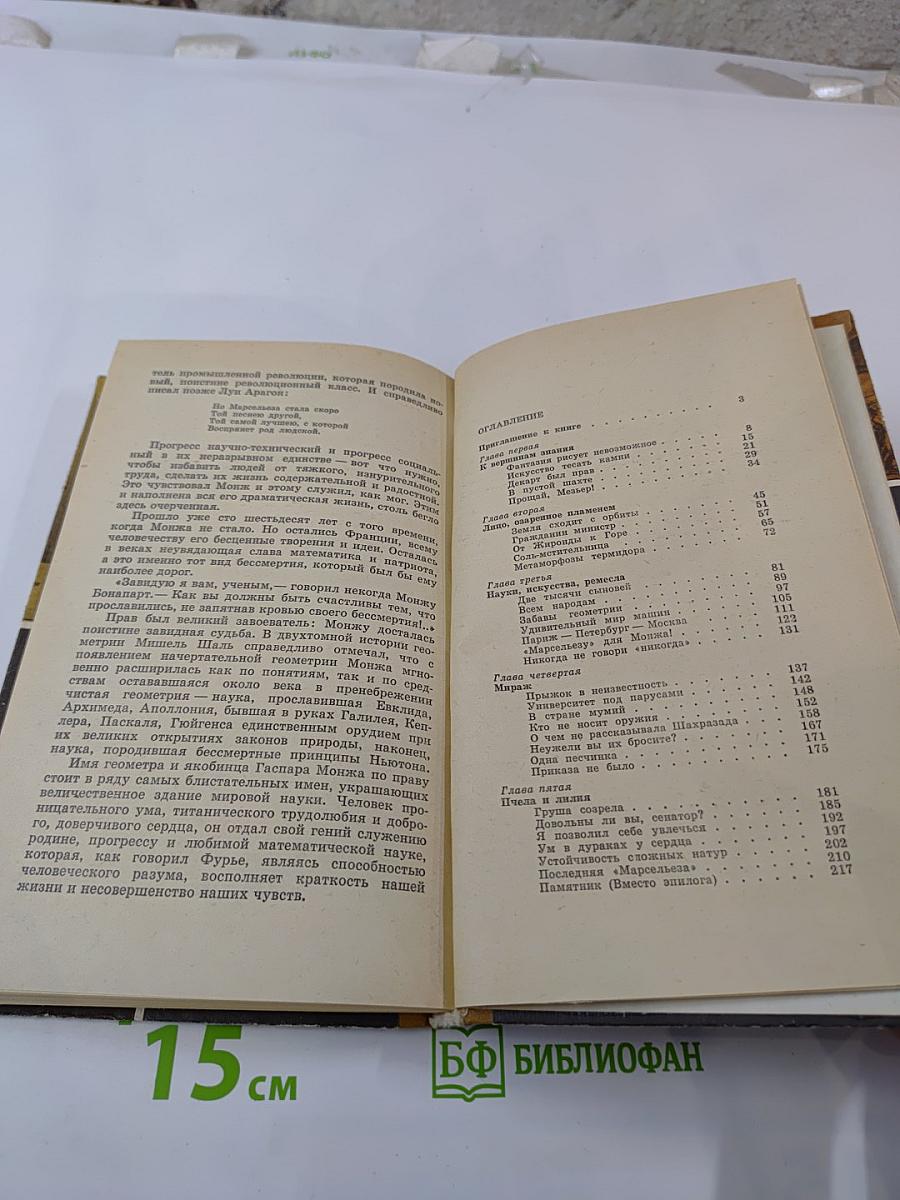 тель промышленной революции, которая породила но-
вый, поистине революционный класс. И справедливо
писал позже Луи Арагон:
Но Марсельеза стала скоро
Той песнею другой,
Той самой лучшею, с которой
Воспрянет род людской.
Прогресс научно-технический и прогресс социаль-
ный в их неразрывном единстве — вот что нужно,
чтобы избавить людей от тяжкого, изнурительного
труда, сделать их жизнь содержательной и радостной.
Это чувствовал Монж и этому служил, как мог. Этим
и наполнена вся его драматическая жизнь, столь бегло
здесь очерченная.
Прошло уже сто шестьдесят лет с того времени,
когда Монжа не стало. Но остались Франции, всему
человечеству его бесценные творения и идеи. Осталась
в веках неувядающая слава математика и патриота,
а это именно тот вид бессмертия, который был бы ему
наиболее дорог.
«Завидую я вам, ученым,— говорил некогда Монжу
Бонапарт.— Как вы должны быть счастливы тем, что
прославились, не запятнав кровью своего бессмертия!..»
Прав был великий завоеватель: Монжу досталась
поистине завидная судьба. В двухтомной истории гео-
метрии Мишель Шаль справедливо отмечал, что с
появлением начертательной геометрии Монжа мгно-
венно расширилась как по понятиям, так и по сред-
ствам остававшаяся около века в пренебрежении
чистая геометрия — наука, прославившая Евклида,
Архимеда, Аполлония, бывшая в руках Галилея, Кеп-
лера, Паскаля, Гюйгенса единственным орудием при
их великих открытиях законов природы, наконец,
наука, породившая бессмертные принципы Ньютона.
Имя геометра и якобинца Гаспара Монжа по праву
стоит в ряду самых блистательных имен, украшающих
величественное здание мировой науки. Человек про-
ницательного ума, титанического трудолюбия и добро-
го, доверчивого сердца, он отдал свой гений служению
родине, прогрессу и любимой математической науке,
которая, как говорил Фурье, являясь способностью
человеческого разума, восполняет краткость нашей
жизни и несовершенство наших чувств.
ОГЛАВЛЕНИЕ
Приглашение к книге . . . . . . . . 3
Глава первая
К вершинам знания 8
Фантазия рисует невозможное . . . . . 15
Искусство тесать камни . . . . . . 21
Декарт был прав . . . . . . . 29
В пустой шахте . . . . . . . 34
Прощай, Мезьер! . . . . . . .
Глава вторая
Лицо, озаренное пламенем
Земля сходит с орбиты . . . . . . . 45
Гражданин министр . . . . . . . 51
От Жиронды к Горе . . . . . . . 57
Соль-мстительница . . . . . . . 65
Метаморфозы термидора . . . . . . 72
Глава третья
Науки, искусства, ремесла
Две тысячи сыновей . . . . . . . 81
Всем народам . . . . . . . . 89
Забавы геометрии . . . . . . . 97
Удивительный мир машин . . . . . 105
Париж — Петербург — Москва . . . . . 111
«Марсельезу» для Монжа! . . . . . 122
Никогда не говори «никогда» . . . . . 131
Глава четвертая
Мираж
Прыжок в неизвестность . . . . . . 137
Университет под парусами . . . . . 142
В стране мумий . . . . . . . 148
Кто не носит оружия . . . . . . 152
О чем не рассказывала Шахразада . . . . 158
Неужели вы их бросите? . . . . . . 167
Одна песчинка . . . . . . . 171
Приказа не было . . . . . . . 175
Глава пятая
Пчела и лилия
Груша созрела . . . . . . . . 181
Довольны ли вы, сенатор? . . . . . 185
Я позволил себе увлечься . . . . . . 192
Ум в дураках у сердца . . . . . . 197
Устойчивость сложных натур . . . . . 202
Последняя «Марсельеза» . . . . . . 210
Памятник (Вместо эпилога) . . . . . 217
15 см
БФ БИБЛИОФАН